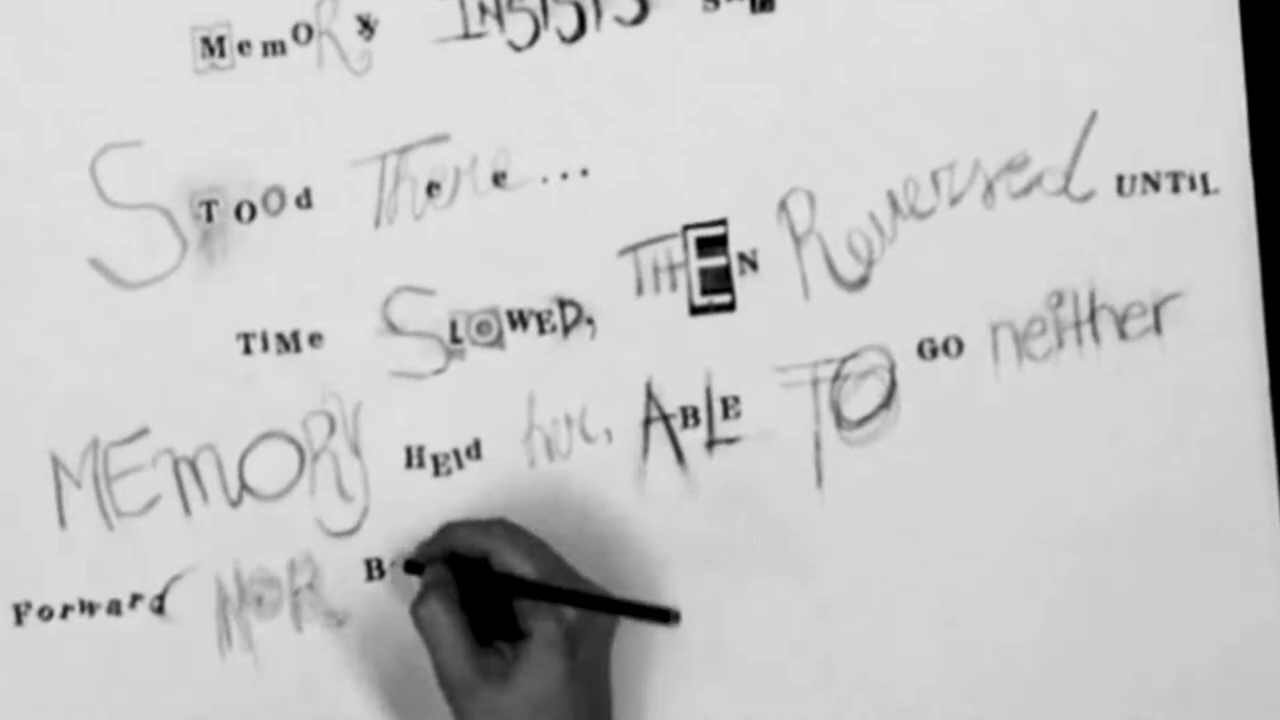 MemORy INSISTS
STOOd There...
TiMe SLOWED, THEN Reversed UNTiL
MEmORY HEld her, ABLE TO GO neither
Forward NOR B